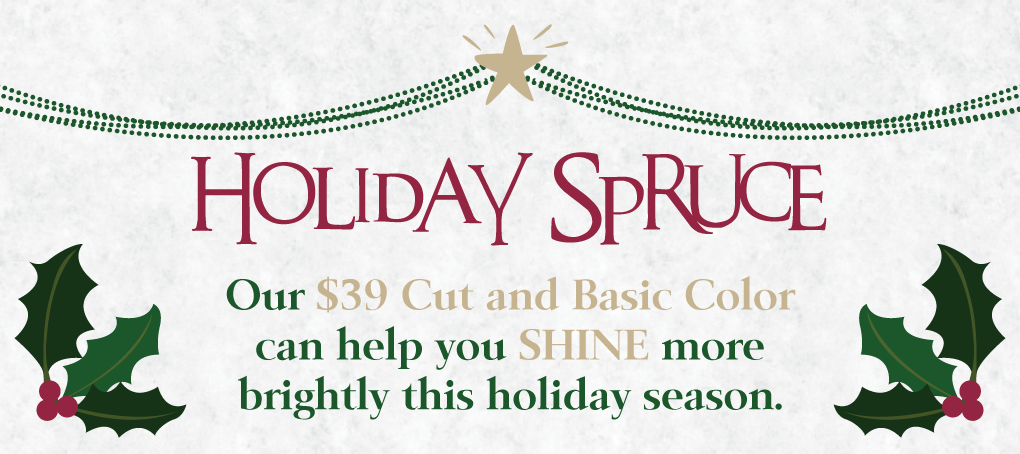 Holiday Spruce
Our $39 Cut and Basic Color
can help you SHINE more
brightly this holiday season.